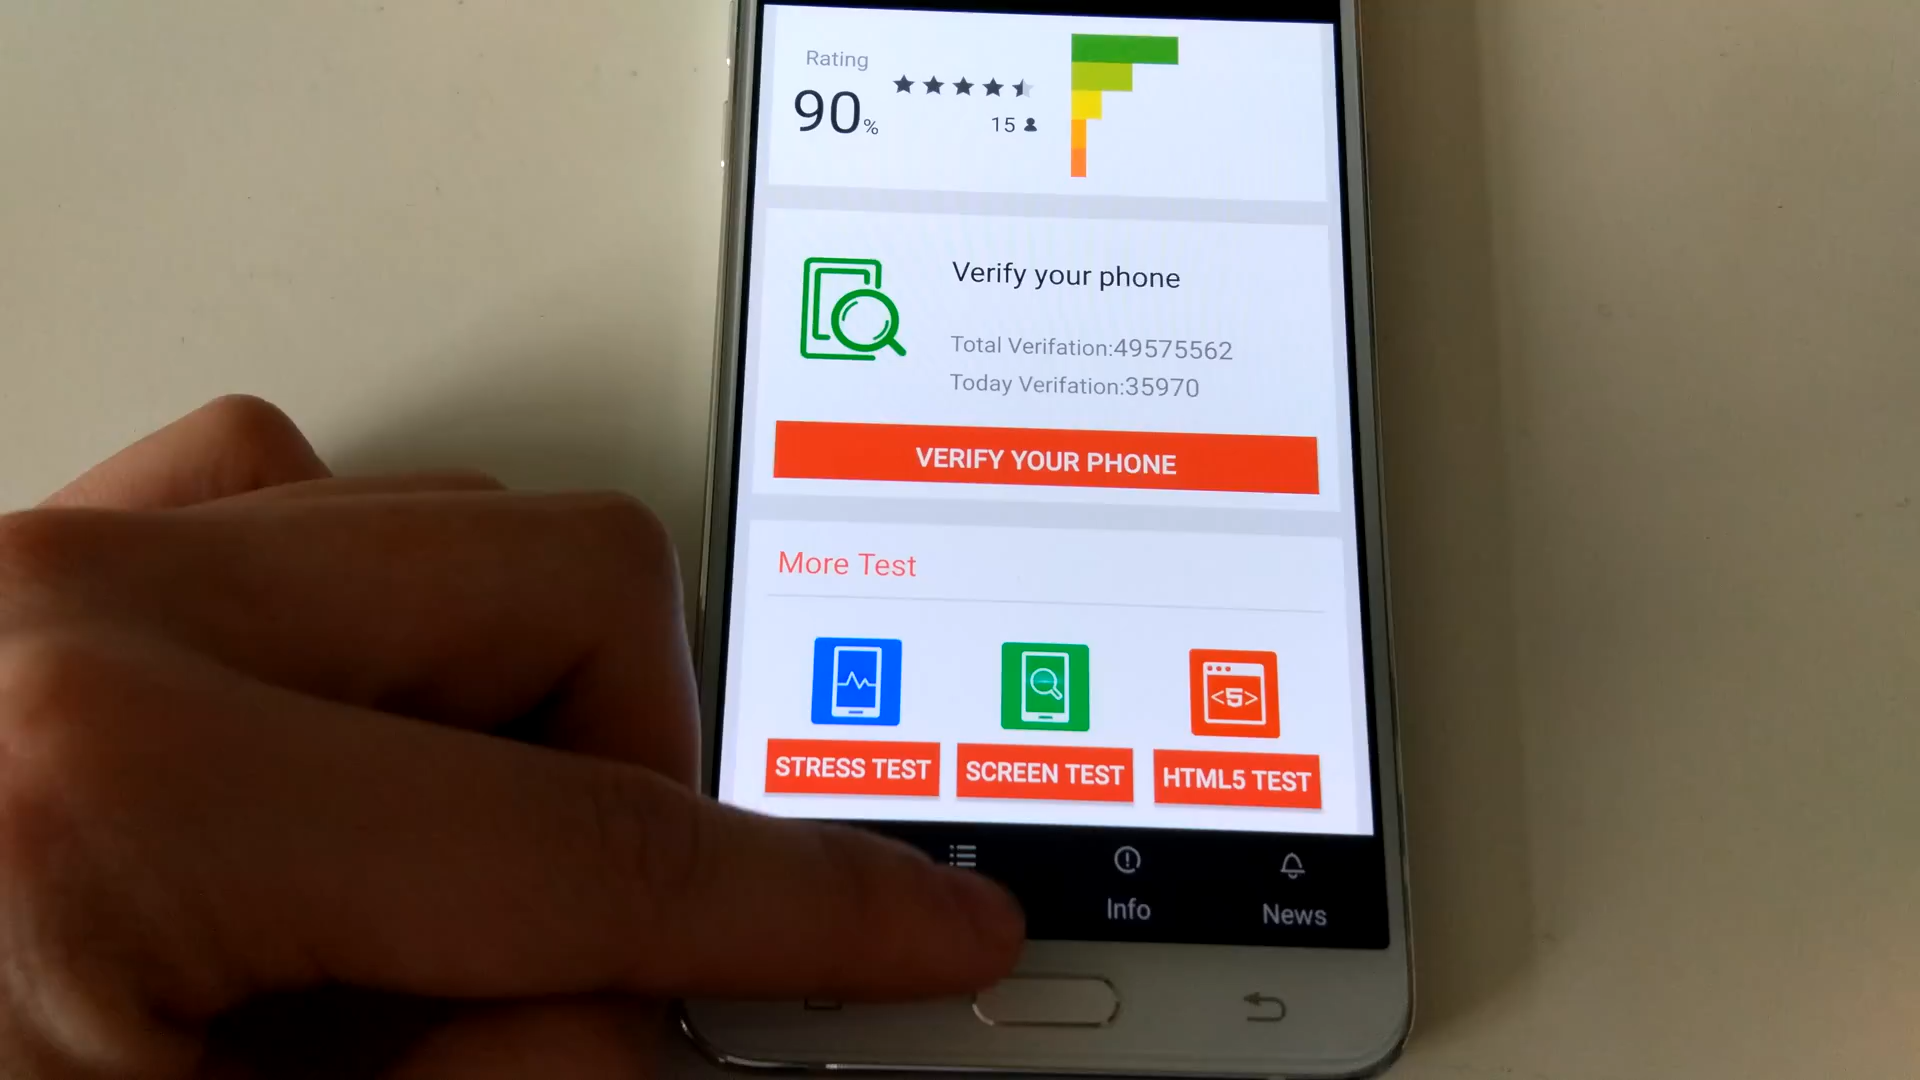 Rating
90%
15
Verify your phone
Total Verifation:49575562
Today Verifation:35970
VERIFY YOUR PHONE
More Test
<5>
STRESS TEST
SCREEN TEST
HTML5 TEST
Info
News